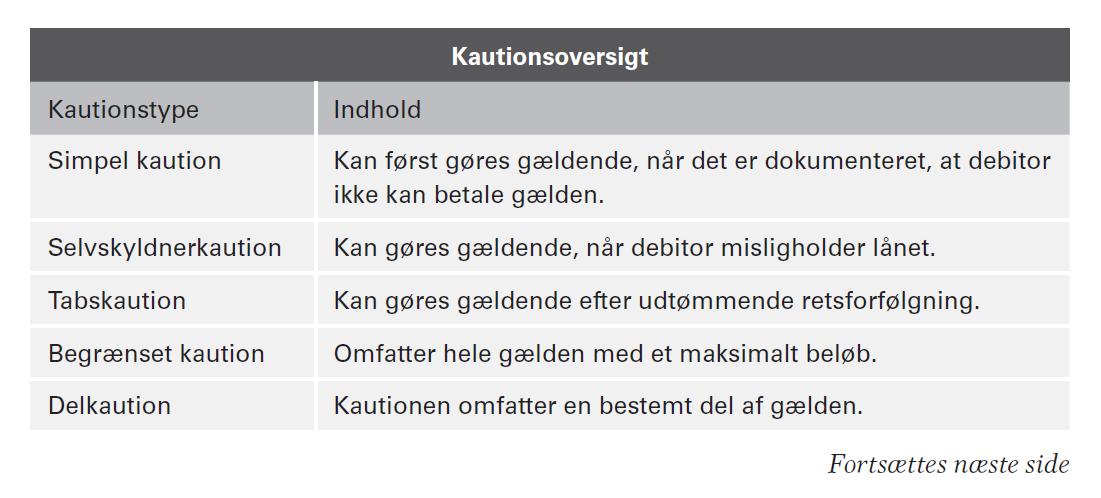 Kautionsoversigt
Kautionstype Indhold
Simpel kaution Kan først gøres gældende, når det er dokumenteret, at debitor
ikke kan betale gælden.
Selvskyldnerkaution Kan gøres gældende, når debitor misligholder lånet.
Tabskaution Kan gøres gældende efter udtømmende retsforfølgning.
Begrænset kaution Omfatter hele gælden med et maksimalt beløb.
Delkaution Kautionen omfatter en bestemt del af gælden.
Fortsættes næste side